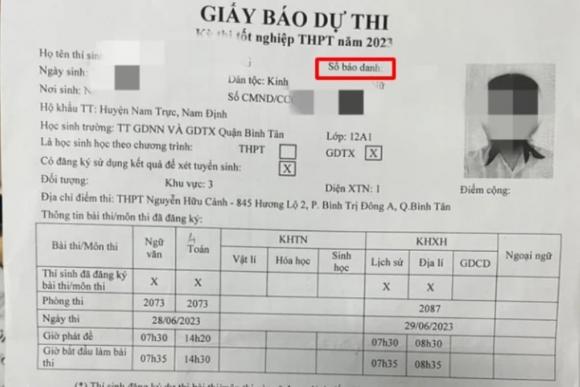 GIẤY BÁO DỰ THI
Kỳ thi tốt nghiệp THPT năm 2023
Họ tên thí sinh
Số báo danh:
Ngày sinh:
Dân tộc: Kinh
Nơi sinh: N
Số CMND/CC
Hộ khẩu TT: Huyện Nam Trực, Nam Định
Học sinh trường: TT GDNN VÀ GDTX Quận Bình Tân Lớp: 12A1
Là học sinh học theo chương trình: THPT GDTX X
Có đăng ký sử dụng kết quả để xét tuyển sinh: X
Đối tượng: Khu vực: 3 Diện XTN: 1 Điểm cộng:
Địa chỉ điểm thi: THPT Nguyễn Hữu Cảnh - 845 Hương Lộ 2, P. Bình Trị Đông A, Q.Bình Tân
Thông tin bài thi/môn thi đã đăng ký:
Bài thi/Môn thi Ngữ văn Toán KHTN KHXH Ngoại ngữ
Vật lí Hóa học Sinh học Lịch sử Địa lí GDCD
Thí sinh đã đăng ký bài thi/môn thi X X X X
Phòng thi 2073 2073 2087
Ngày thi 28/06/2023 29/06/2023
Giờ phát đề 07h30 14h20 07h30 08h30
Giờ bắt đầu làm bài thi 07h35 14h30 07h35 08h35